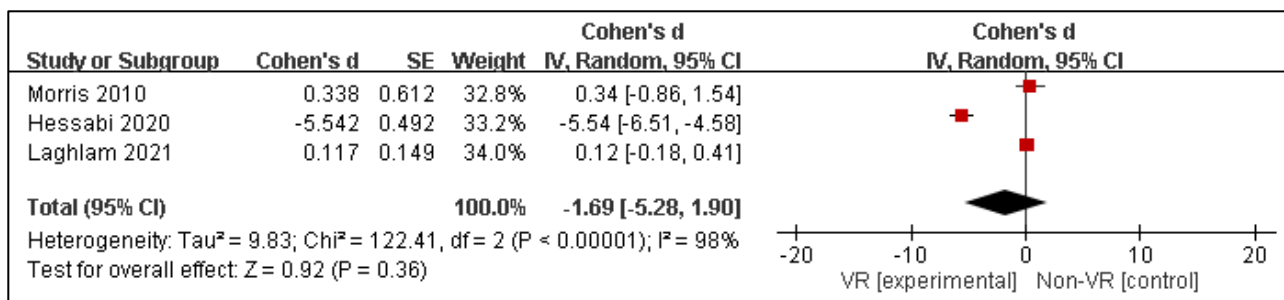 Cohen's d Cohen's d
Study or Subgroup Cohen's d SE Weight IV, Random, 95% CI IV, Random, 95% CI
Morris 2010 0.338 0.612 32.8% 0.34 [-0.86, 1.54]
Hessabi 2020 -5.542 0.492 33.2% -5.54 [-6.51, -4.58]
Laghlam 2021 0.117 0.149 34.0% 0.12 [-0.18, 0.41]
Total (95% CI) 100.0% -1.69 [-5.28, 1.90]
Heterogeneity: Tau² = 9.83; Chi² = 122.41, df = 2 (P < 0.00001); I² = 98%
Test for overall effect: Z = 0.92 (P = 0.36)
-20 -10 0 10 20
VR [experimental] Non-VR [control]